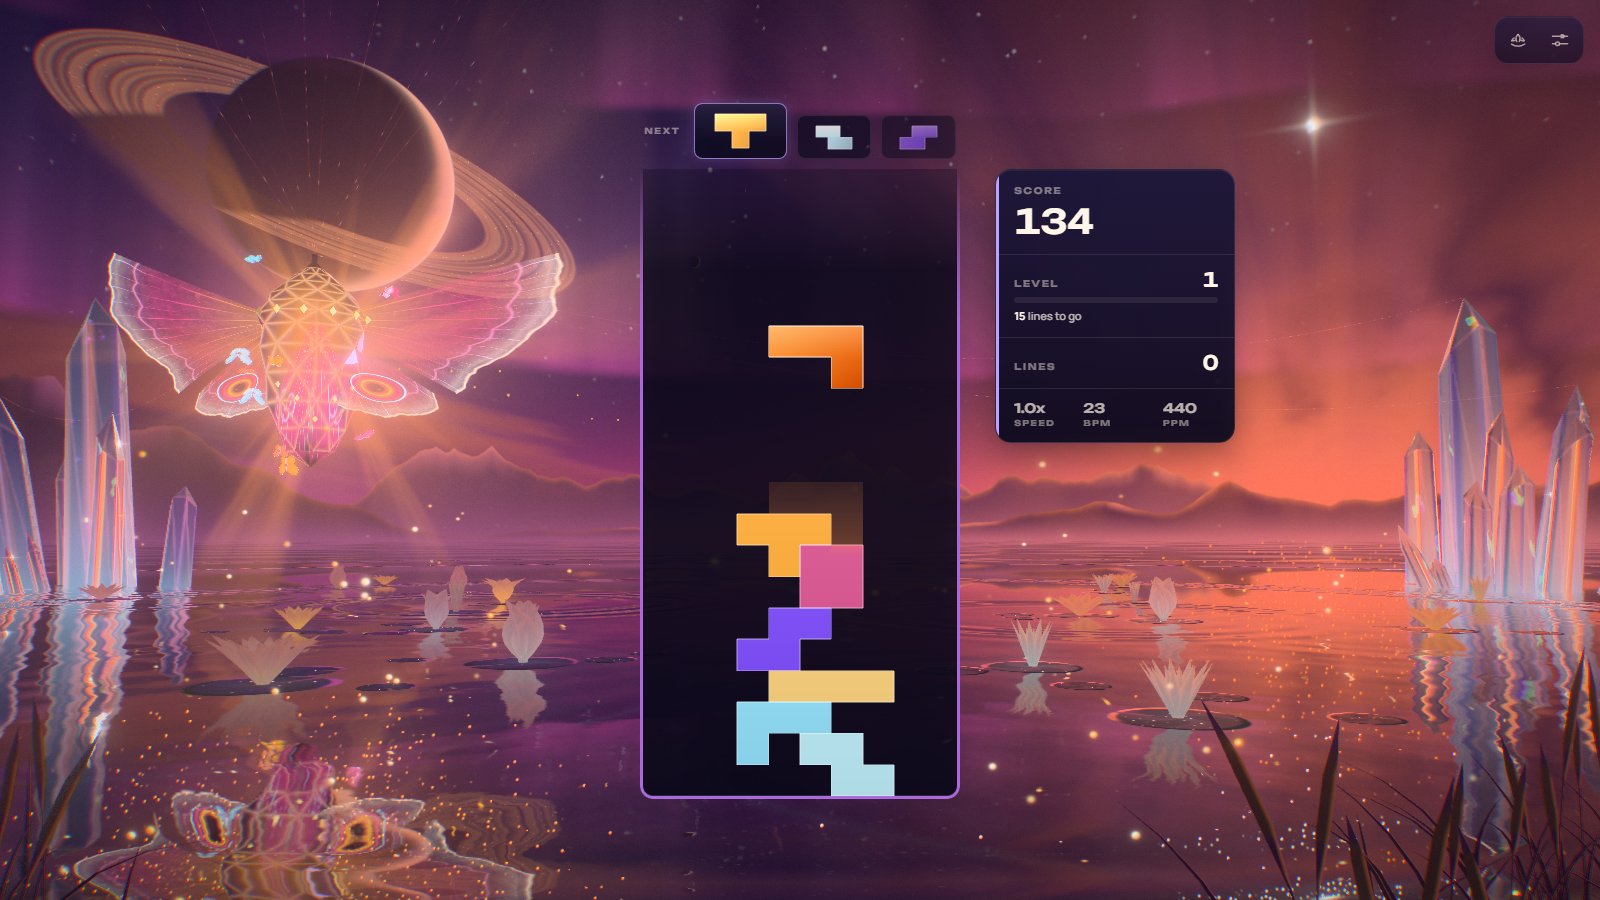 NEXT
SCORE
134
LEVEL 1
15 lines to go
LINES 0
1.0x 23 440
SPEED BPM PPM